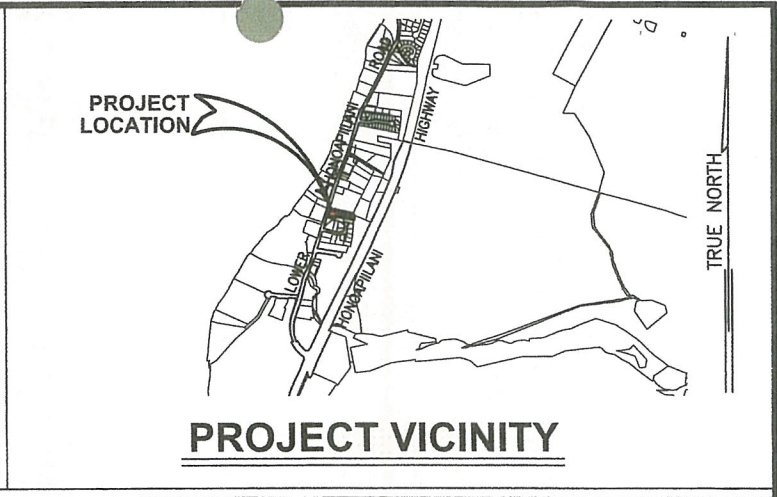 PROJECT
LOCATION
LOWER HONOAPIILANI ROAD
HONOAPIILANI HIGHWAY
TRUE NORTH
PROJECT VICINITY